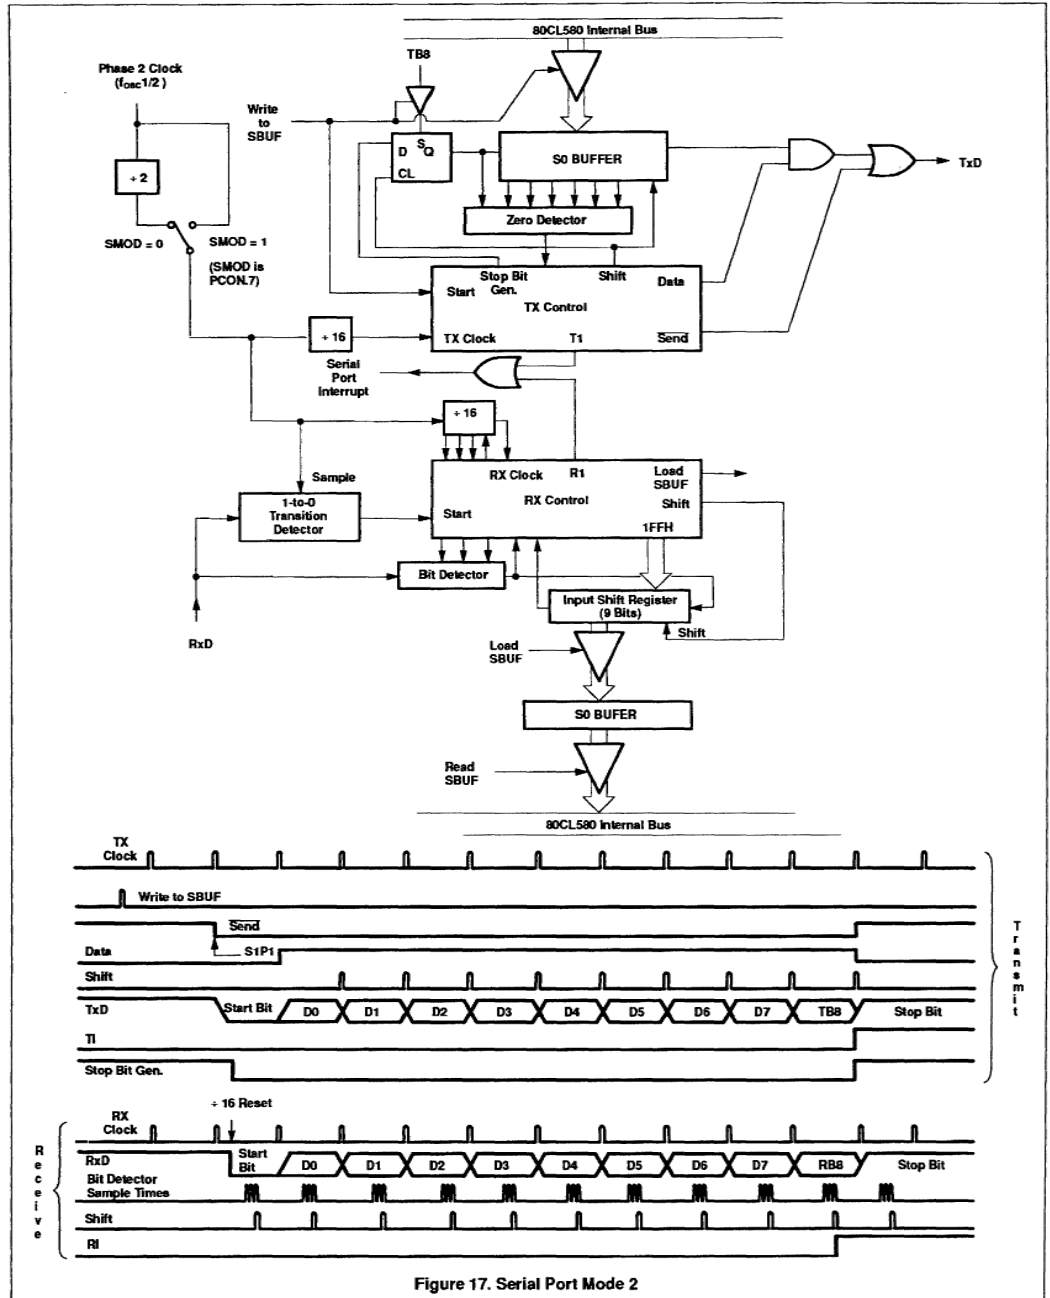 80CL580 Internal Bus
TB8
Phase 2 Clock
(fosc1/2 )
Write
to
SBUF
÷ 2
D
S
Q
CL
S0 BUFFER
TxD
Zero Detector
SMOD = 0
SMOD = 1
(SMOD is
PCON.7)
Stop Bit
Gen.
Shift
Data
Start
TX Control
÷ 16
TX Clock
T1
Send
Serial
Port
Interrupt
÷ 16
RX Clock
R1
Load
SBUF
Sample
RX Control
Shift
1-to-0
Transition
Detector
Start
1FFH
Bit Detector
Input Shift Register
(9 Bits)
Shift
RxD
Load
SBUF
S0 BUFER
Read
SBUF
80CL580 Internal Bus
TX
Clock
Write to SBUF
Send
Data
S1P1
Shift
TxD
Start Bit
D0
D1
D2
D3
D4
D5
D6
D7
TB8
Stop Bit
TI
Stop Bit Gen.
Transmit
÷ 16 Reset
RX
Clock
RxD
Start
Bit
D0
D1
D2
D3
D4
D5
D6
D7
RB8
Stop Bit
Bit Detector
Sample Times
Shift
RI
Receive
Figure 17. Serial Port Mode 2